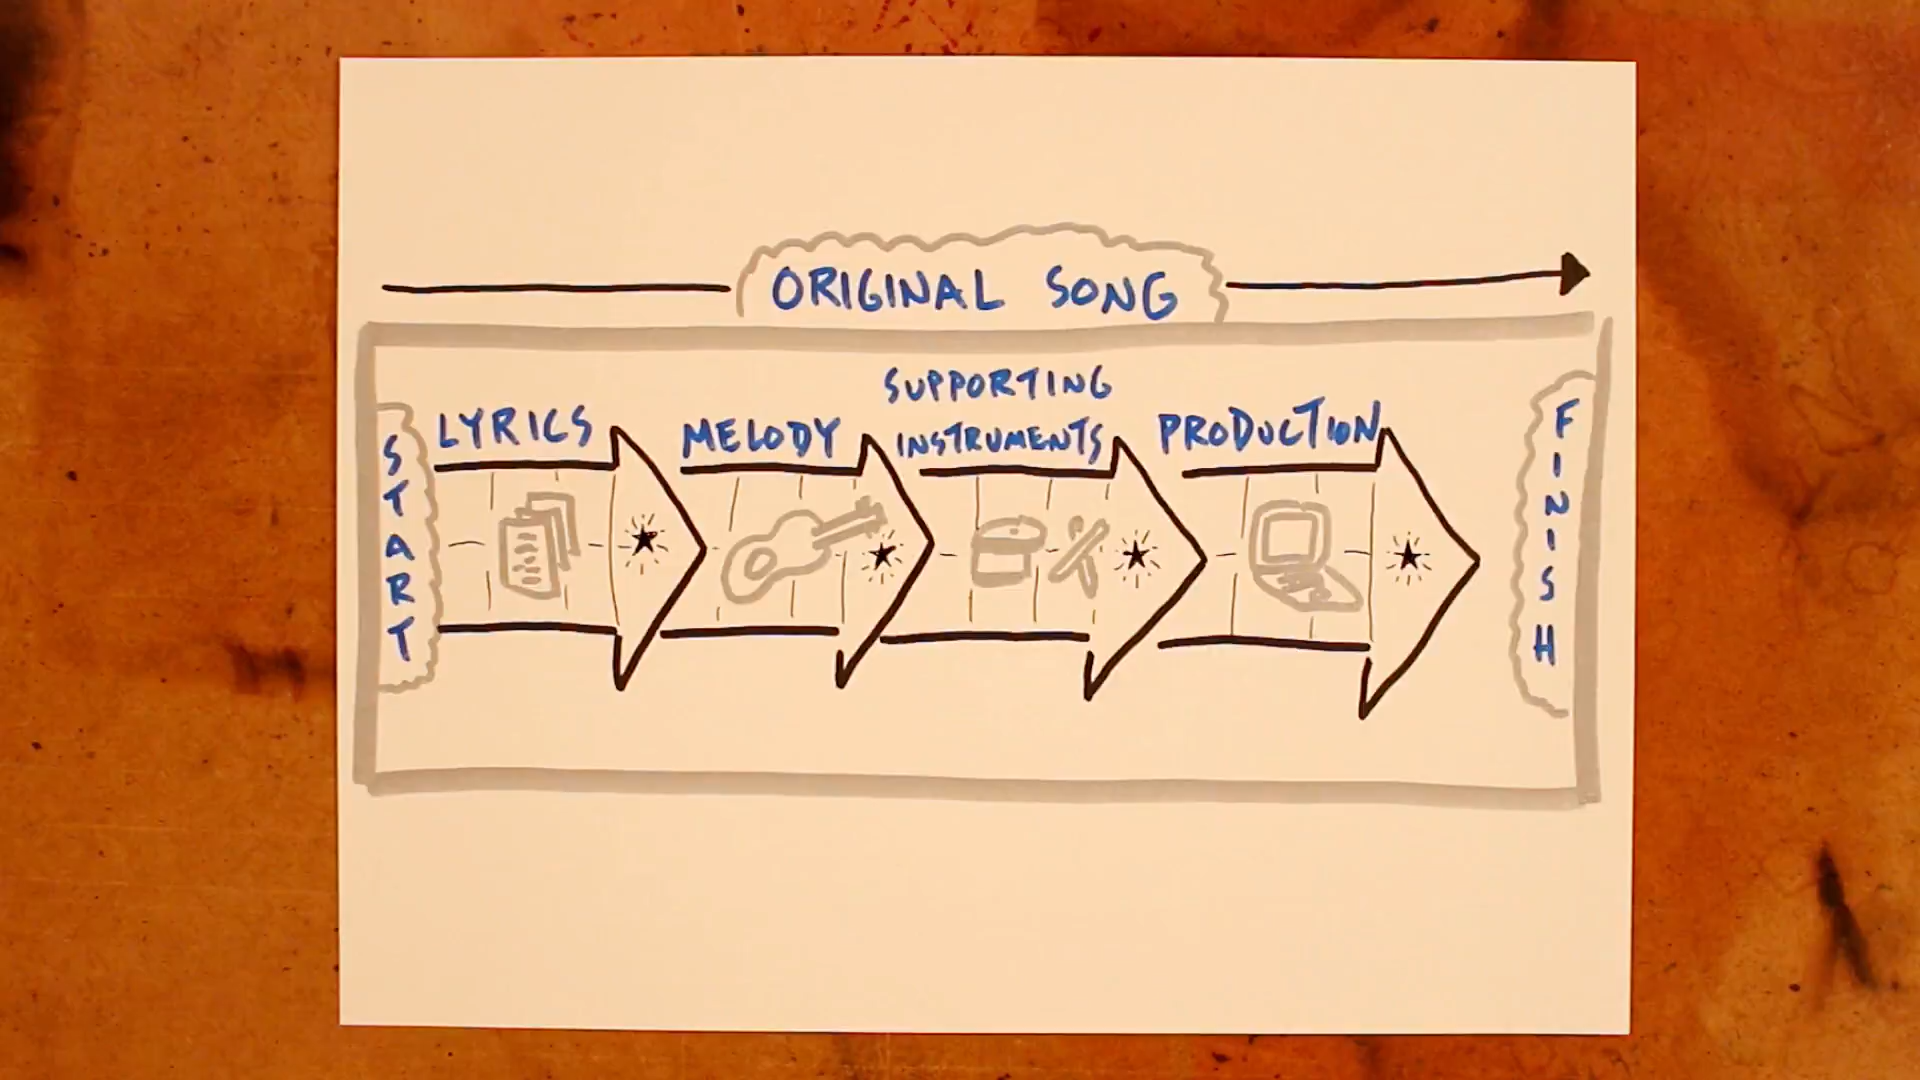 ORIGINAL SONG
START
LYRICS
MELODY
SUPPORTING
INSTRUMENTS
PRODUCTION
FINISH